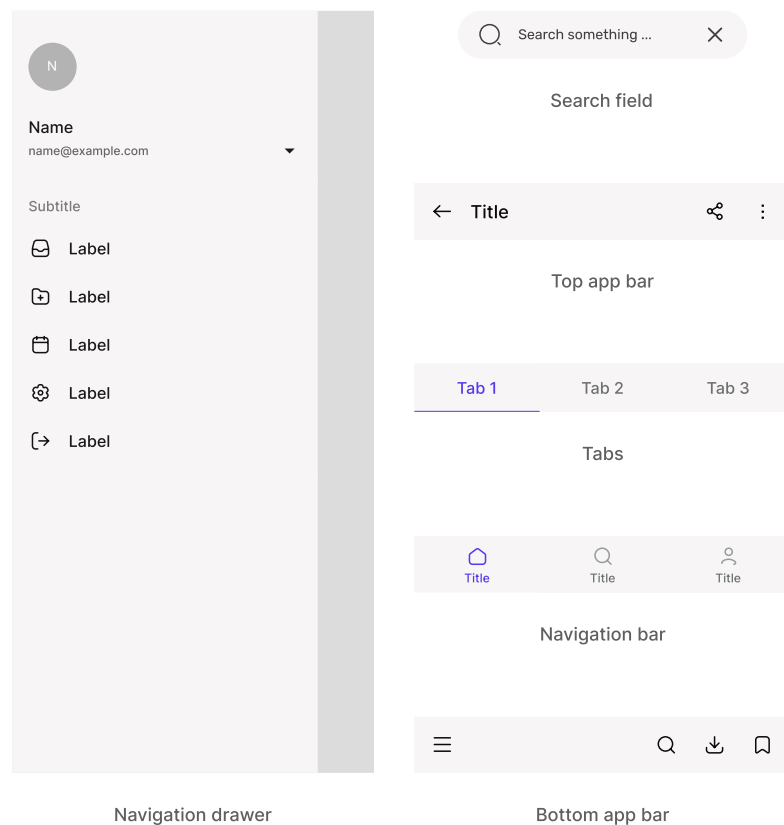 N
Name
name@example.com
Subtitle
Label
Label
Label
Label
Label
Navigation drawer
Search something ...
Search field
Title
Top app bar
Tab 1 Tab 2 Tab 3
Tabs
Title Title Title
Navigation bar
Bottom app bar